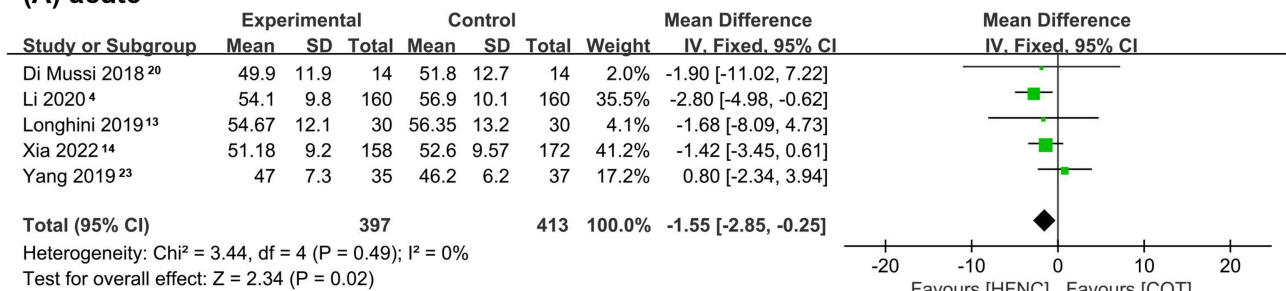 (A) acute
Experimental Control Mean Difference Mean Difference
Study or Subgroup Mean SD Total Mean SD Total Weight IV, Fixed, 95% CI IV, Fixed, 95% CI
Di Mussi 2018 20 49.9 11.9 14 51.8 12.7 14 2.0% -1.90 [-11.02, 7.22]
Li 2020 4 54.1 9.8 160 56.9 10.1 160 35.5% -2.80 [-4.98, -0.62]
Longhini 2019 13 54.67 12.1 30 56.35 13.2 30 4.1% -1.68 [-8.09, 4.73]
Xia 2022 14 51.18 9.2 158 52.6 9.57 172 41.2% -1.42 [-3.45, 0.61]
Yang 2019 23 47 7.3 35 46.2 6.2 37 17.2% 0.80 [-2.34, 3.94]
Total (95% CI) 397 413 100.0% -1.55 [-2.85, -0.25]
Heterogeneity: Chi² = 3.44, df = 4 (P = 0.49); I² = 0%
Test for overall effect: Z = 2.34 (P = 0.02)
-20 -10 0 10 20
Favours [HFNC] Favours [COT]